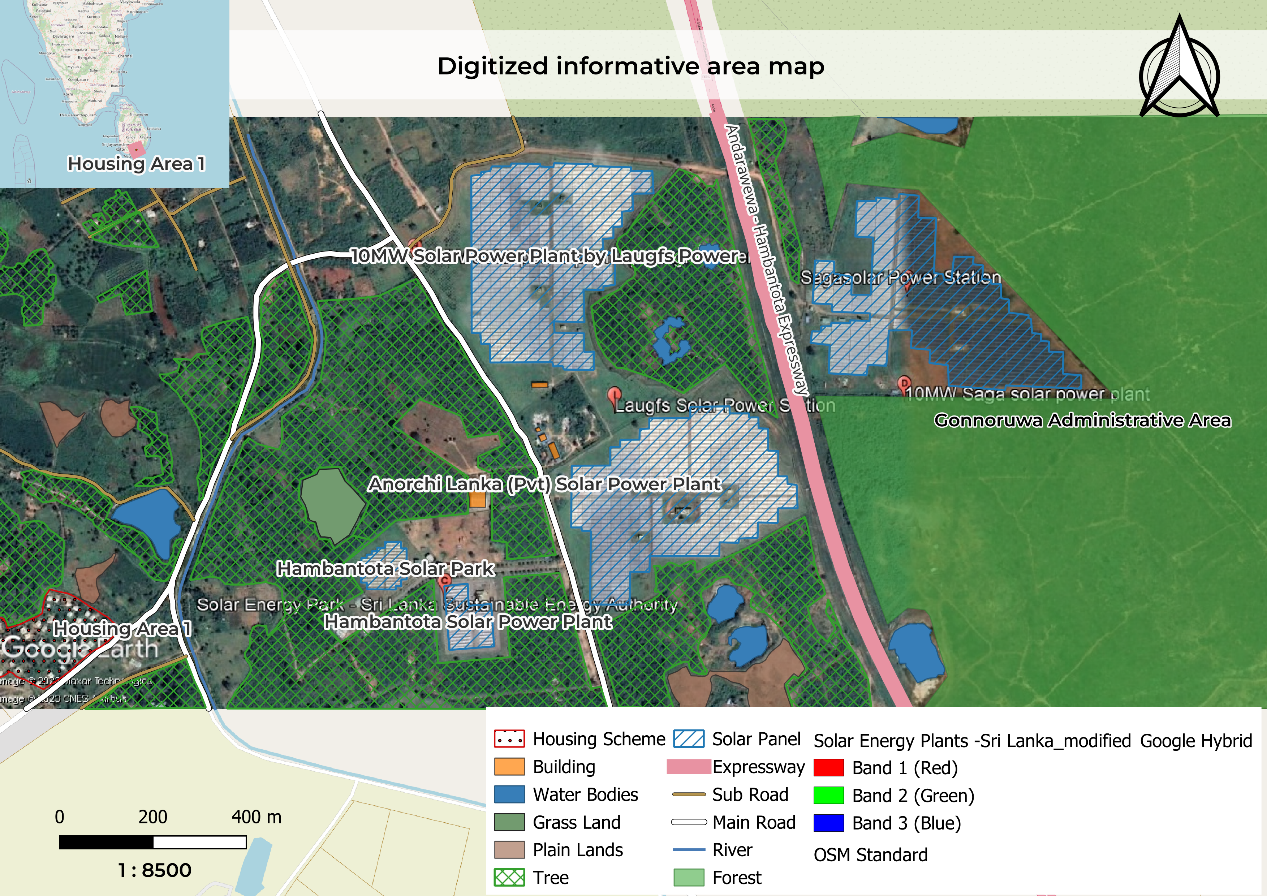 Digitized informative area map
Housing Area 1
Andarawewa - Hambantota Expressway
10MW Solar Power Plant by Laugfs Power
Sagasolar Power Station
10MW Saga solar power plant
Laugfs Solar Power Station
Gonnoruwa Administrative Area
Anorchi Lanka (Pvt) Solar Power Plant
Hambantota Solar Park
Solar Energy Park - Sri Lanka Sustainable Energy Authority
Hambantota Solar Power Plant
Housing Area 1
Google Earth
Housing Scheme
Building
Water Bodies
Grass Land
Plain Lands
Tree
Solar Panel
Expressway
Sub Road
Main Road
River
Forest
Solar Energy Plants -Sri Lanka_modified Google Hybrid
Band 1 (Red)
Band 2 (Green)
Band 3 (Blue)
OSM Standard
0 200 400 m
1 : 8500